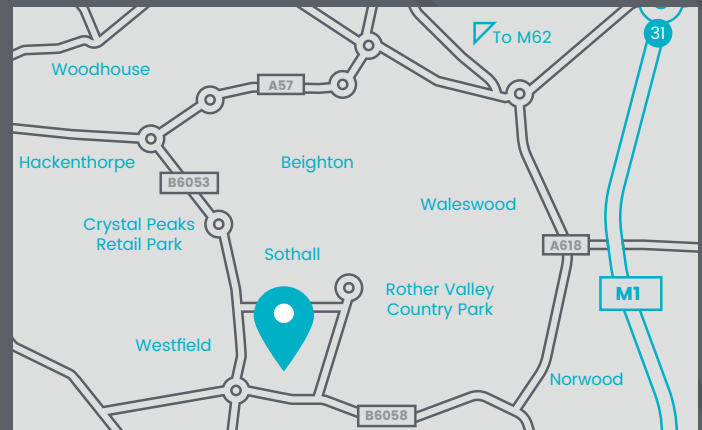 31
To M62
Woodhouse
A57
Hackenthorpe
Beighton
B6053
Waleswood
Crystal Peaks
Retail Park
A618
Sothall
Rother Valley
Country Park
M1
Westfield
Norwood
B6058